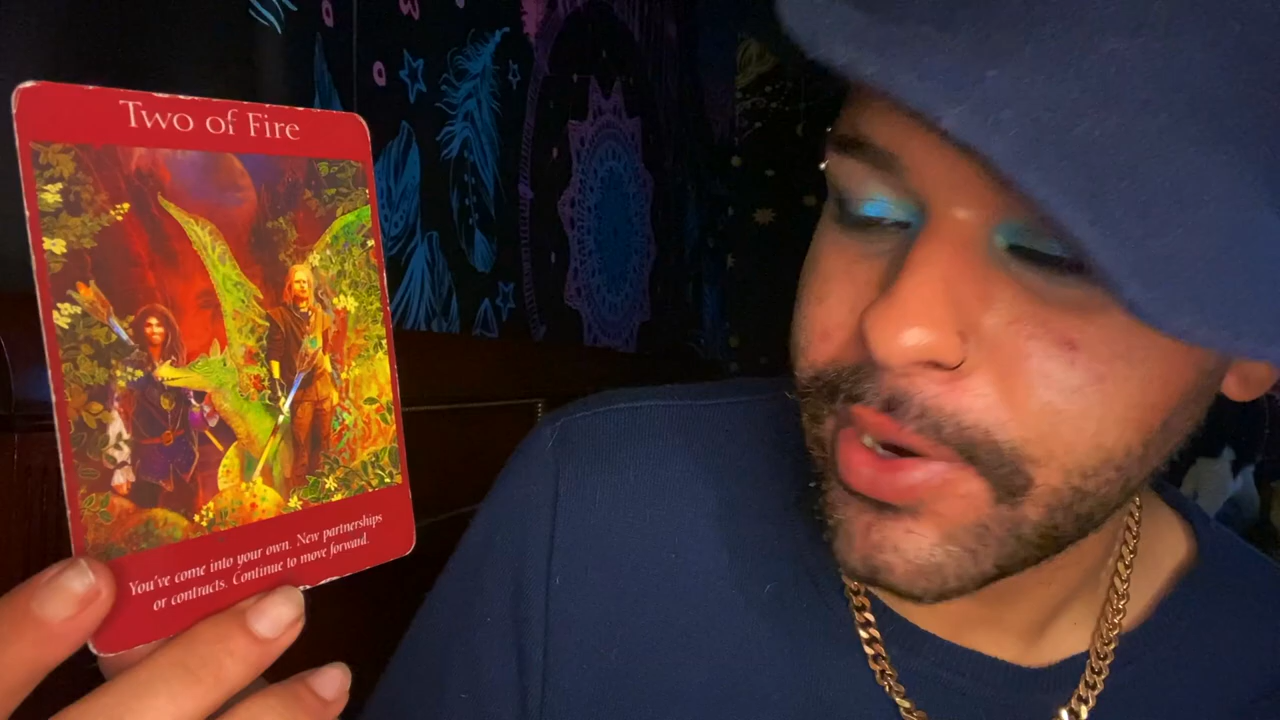 Two of Fire
You've come into your own. New partnerships
or contracts. Continue to move forward.